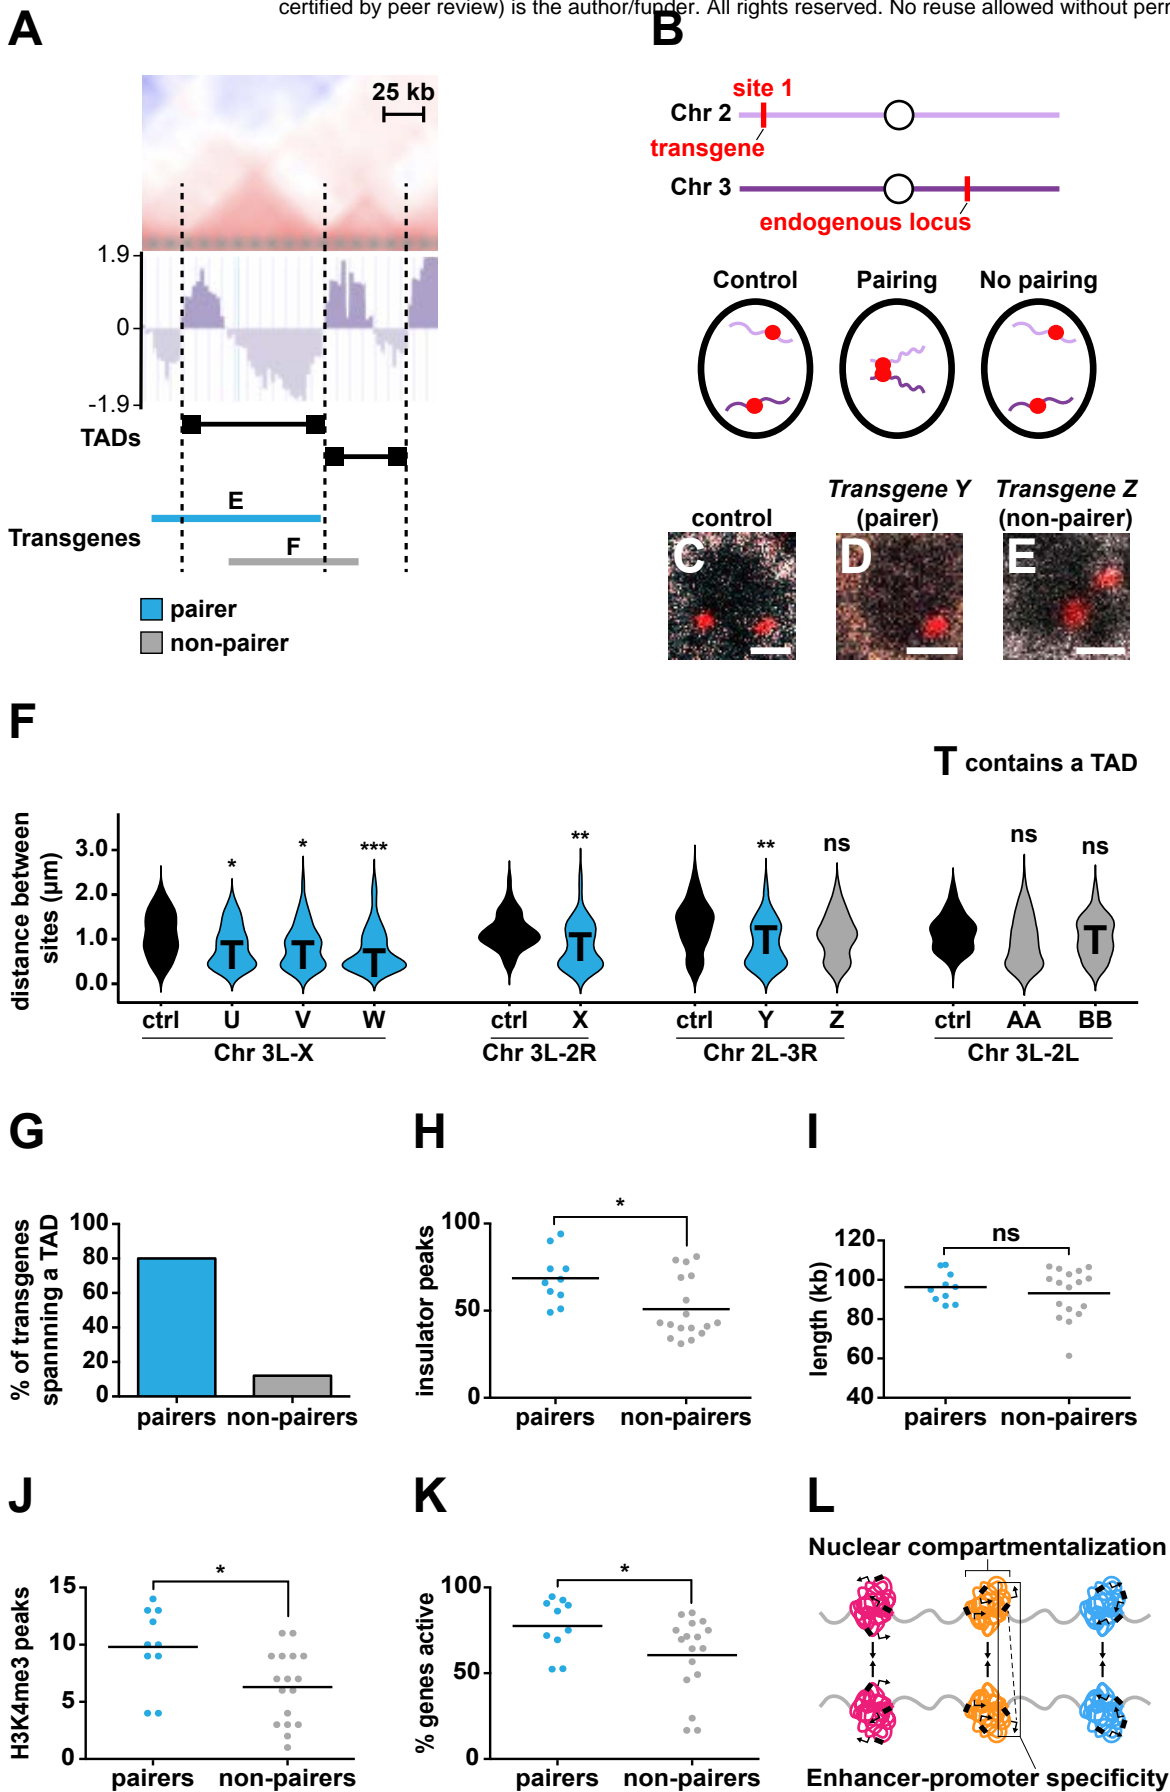 certified by peer review) is the author/funder. All rights reserved. No reuse allowed without
A
25 kb
1.9
0
-1.9
TADs
E
Transgenes
F
pairer
non-pairer
B
site 1
Chr 2
transgene
Chr 3
endogenous locus
Control Pairing No pairing
control
Transgene Y
(pairer)
Transgene Z
(non-pairer)
C
D
E
F
T contains a TAD
distance between
sites (µm)
3.0
2.0
1.0
0.0
* * *** ** ** ns ns ns
T T T T T T
ctrl U V W ctrl X ctrl Y Z ctrl AA BB
Chr 3L-X Chr 3L-2R Chr 2L-3R Chr 3L-2L
G
% of transgenes
spannning a TAD
100
80
60
40
20
0
pairers non-pairers
H
insulator peaks
100
50
0
*
pairers non-pairers
I
length (kb)
120
100
80
60
40
ns
pairers non-pairers
J
H3K4me3 peaks
15
10
5
0
*
pairers non-pairers
K
% genes active
100
50
0
*
pairers non-pairers
L
Nuclear compartmentalization
Enhancer-promoter specificity